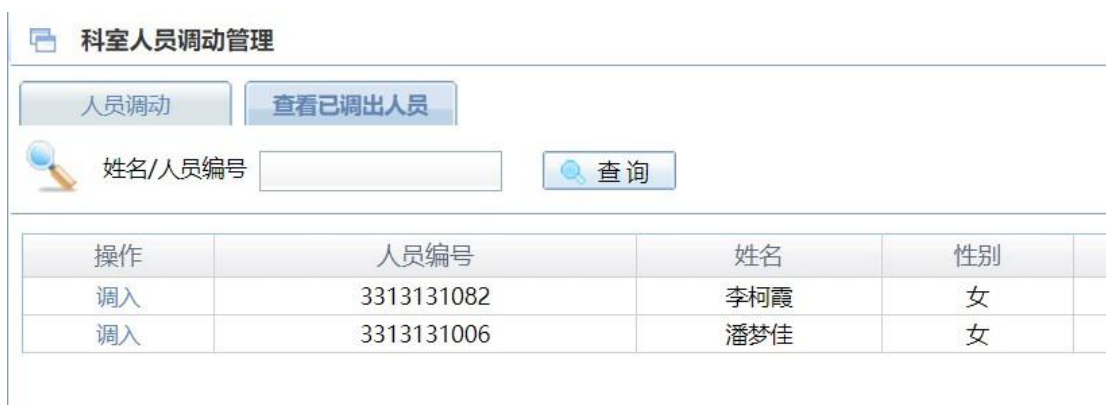 科室人员调动管理
人员调动 查看已调出人员
姓名/人员编号 查询
操作 人员编号 姓名 性别
调入 3313131082 李柯霞 女
调入 3313131006 潘梦佳 女